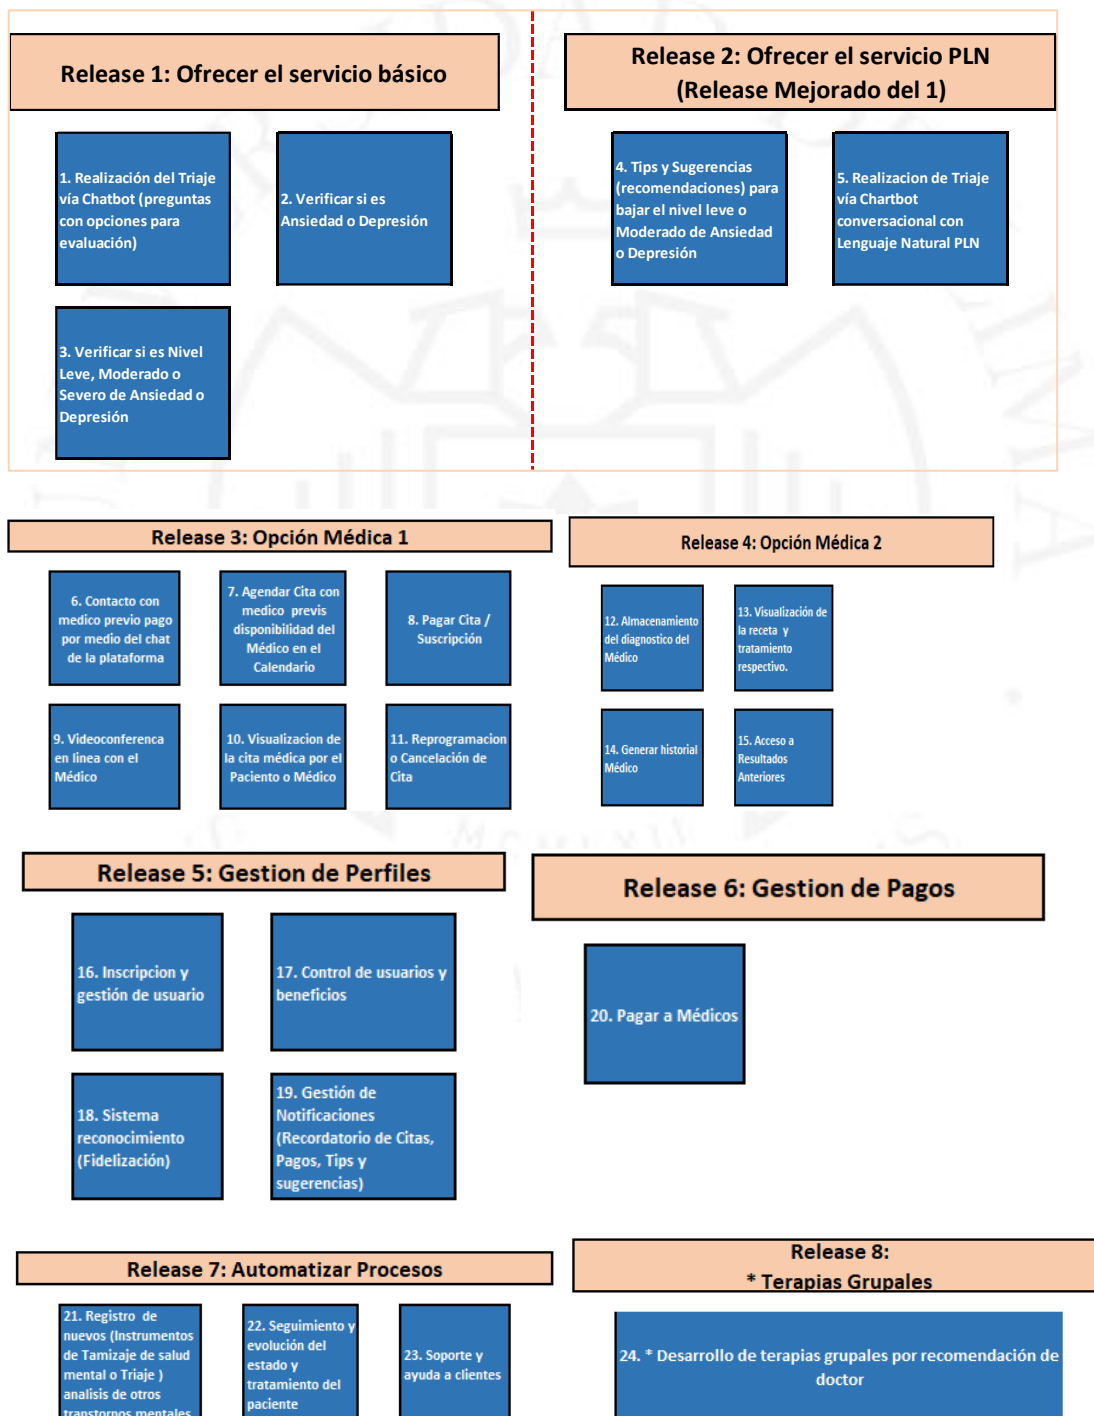 Release 1: Ofrecer el servicio básico
1. Realización del Triaje
vía Chatbot (preguntas
con opciones para
evaluación)
2. Verificar si es
Ansiedad o Depresión
3. Verificar si es Nivel
Leve, Moderado o
Severo de Ansiedad o
Depresión
Release 2: Ofrecer el servicio PLN
(Release Mejorado del 1)
4. Tips y Sugerencias
(recomendaciones) para
bajar el nivel leve o
Moderado de Ansiedad
o Depresión
5. Realizacion de Triaje
vía Chartbot
conversacional con
Lenguaje Natural PLN
Release 3: Opción Médica 1
6. Contacto con
medico previo pago
por medio del chat
de la plataforma
7. Agendar Cita con
medico previs
disponibilidad del
Médico en el
Calendario
8. Pagar Cita /
Suscripción
9. Videoconferenca
en linea con el
Médico
10. Visualizacion de
la cita médica por el
Paciento o Médico
11. Reprogramacion
o Cancelación de
Cita
Release 4: Opción Médica 2
12. Almacenamiento
del diagnostico del
Médico
13. Visualización de
la receta y
tratamiento
respectivo.
14. Generar historial
Médico
15. Acceso a
Resultados
Anteriores
Release 5: Gestion de Perfiles
16. Inscripcion y
gestión de usuario
17. Control de usuarios y
beneficios
18. Sistema
reconocimiento
(Fidelización)
19. Gestión de
Notificaciones
(Recordatorio de Citas,
Pagos, Tips y
sugerencias)
Release 6: Gestion de Pagos
20. Pagar a Médicos
Release 7: Automatizar Procesos
21. Registro de
nuevos (Instrumentos
de Tamizaje de salud
mental o Triaje )
analisis de otros
transtornos mentales
22. Seguimiento y
evolución del
estado y
tratamiento del
paciente
23. Soporte y
ayuda a clientes
Release 8:
* Terapias Grupales
24. * Desarrollo de terapias grupales por recomendación de
doctor